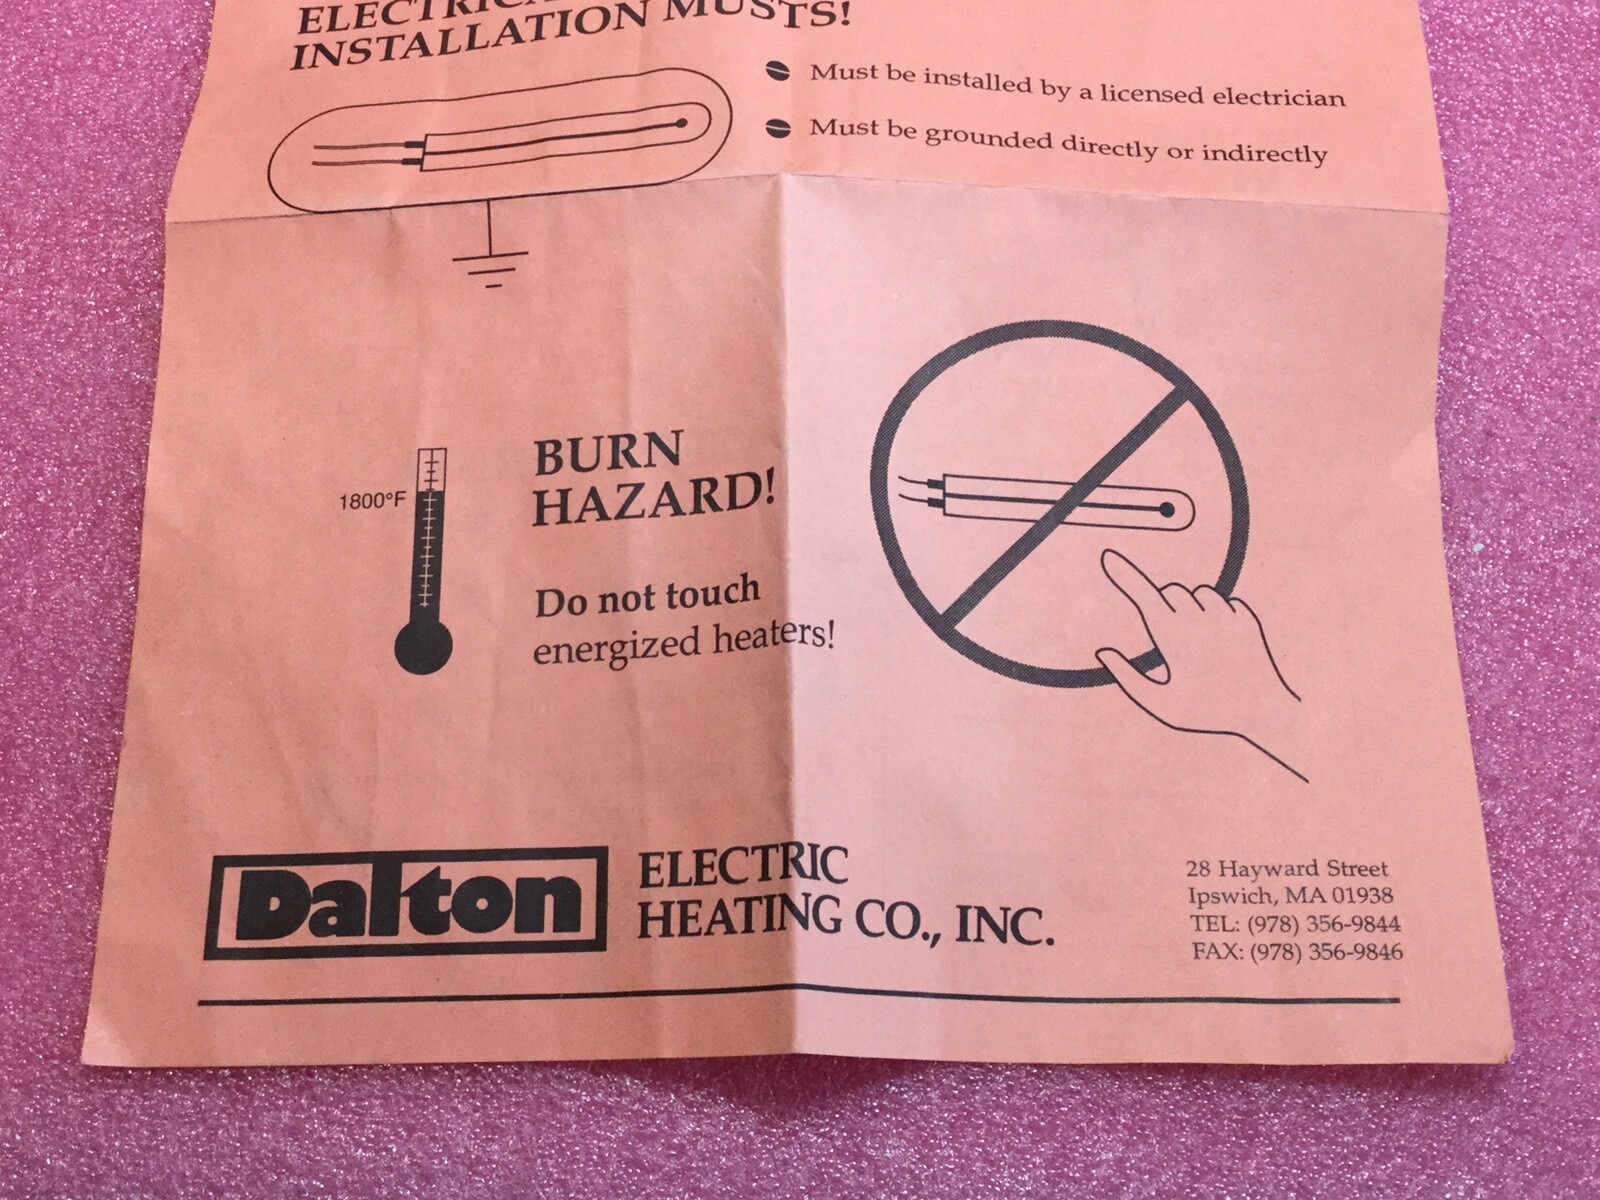 ELECTRICAL
INSTALLATION MUSTS!
Must be installed by a licensed electrician
Must be grounded directly or indirectly
1800°F
BURN
HAZARD!
Do not touch
energized heaters!
Dalton
ELECTRIC
HEATING CO., INC.
28 Hayward Street
Ipswich, MA 01938
TEL: (978) 356-9844
FAX: (978) 356-9846